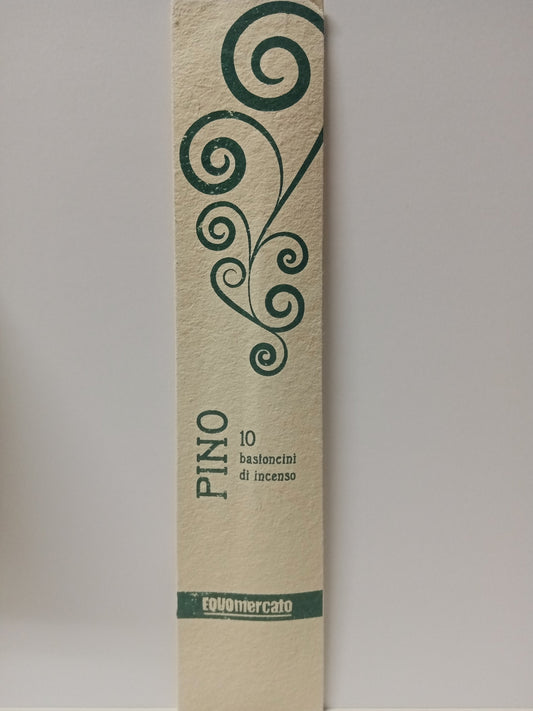 PINO
10
bastoncini
di incenso
EQUOmercato